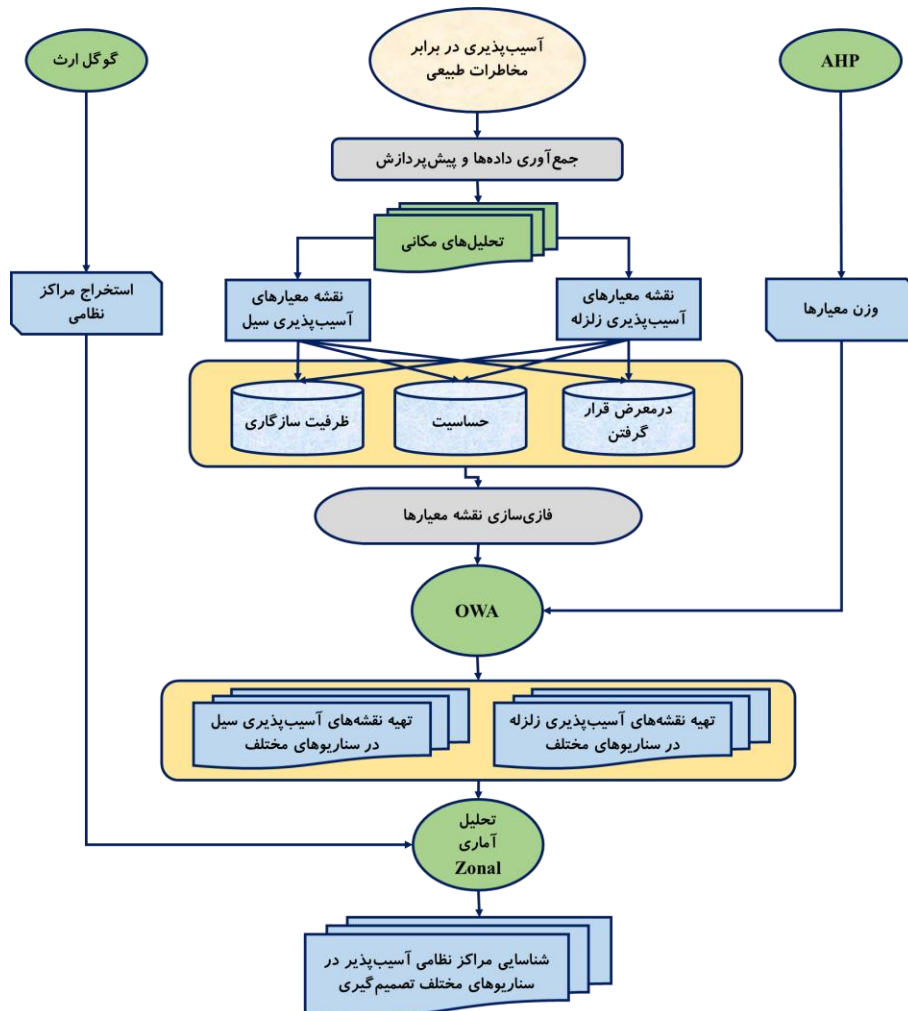 گوگل ارث
آسیب‌پذیری در برابر
مخاطرات طبیعی
AHP
جمع‌آوری داده‌ها و پیش‌پردازش
تحلیل‌های مکانی
استخراج مراکز
نظامی
نقشه معیارهای
آسیب‌پذیری سیل
نقشه معیارهای
آسیب‌پذیری زلزله
وزن معیارها
ظرفیت سازگاری
حساسیت
درمعرض قرار
گرفتن
فازی‌سازی نقشه معیارها
OWA
تهیه نقشه‌های آسیب‌پذیری سیل
در سناریوهای مختلف
تهیه نقشه‌های آسیب‌پذیری زلزله
در سناریوهای مختلف
تحلیل
آماری
Zonal
شناسایی مراکز نظامی آسیب‌پذیر در
سناریوهای مختلف تصمیم‌گیری